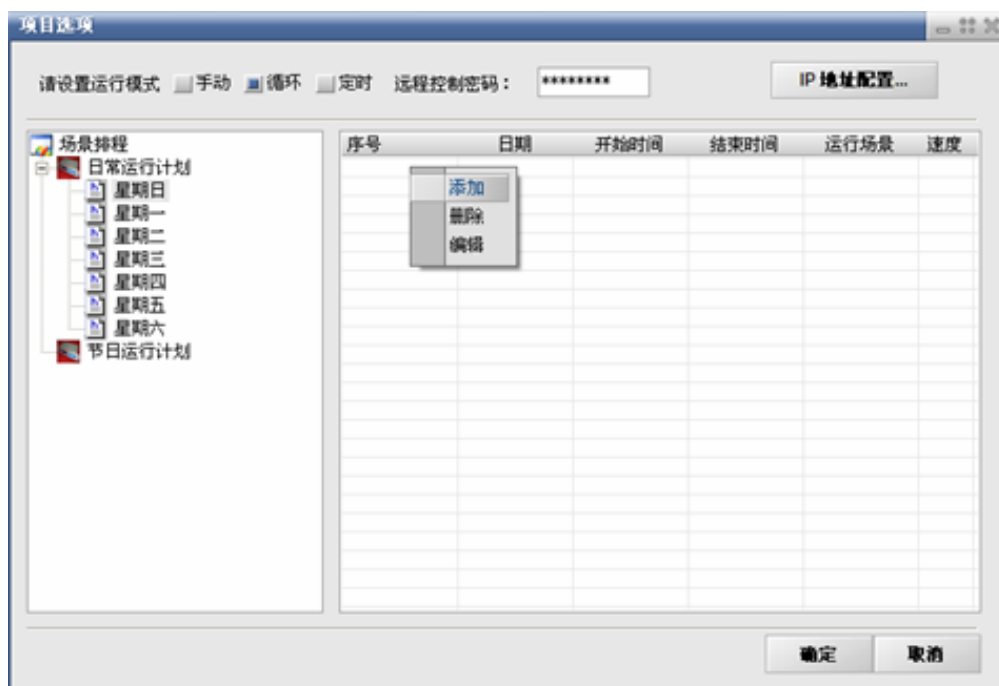 项目选项
请设置运行模式 手动 循环 定时 远程控制密码： ******** IP 地址配置...
场景排程
日常运行计划
星期日
星期一
星期二
星期三
星期四
星期五
星期六
节日运行计划
序号 日期 开始时间 结束时间 运行场景 速度
添加
删除
编辑
确定 取消